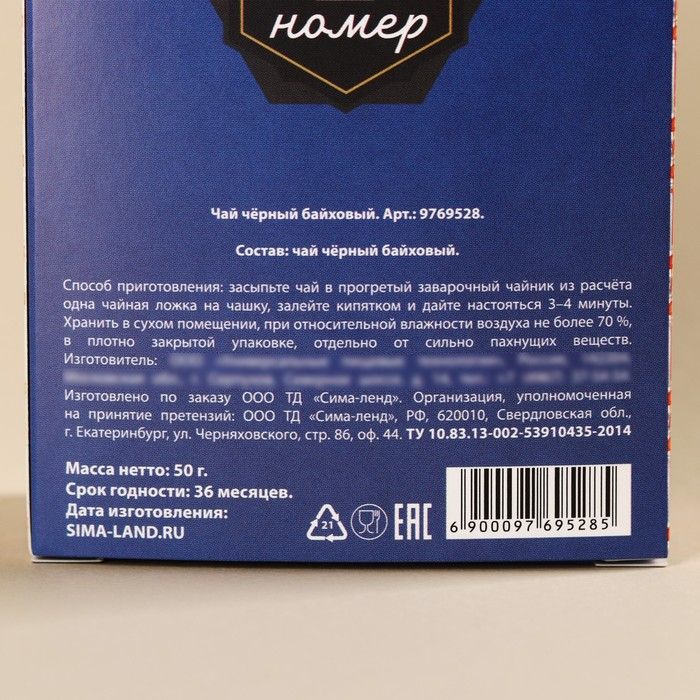 номер
Чай чёрный байховый. Арт.: 9769528.
Состав: чай чёрный байховый.
Способ приготовления: засыпьте чай в прогретый заварочный чайник из расчёта
одна чайная ложка на чашку, залейте кипятком и дайте настояться 3–4 минуты.
Хранить в сухом помещении, при относительной влажности воздуха не более 70 %,
в плотно закрытой упаковке, отдельно от сильно пахнущих веществ.
Изготовитель:
Изготовлено по заказу ООО ТД «Сима-ленд». Организация, уполномоченная
на принятие претензий: ООО ТД «Сима-ленд», РФ, 620010, Свердловская обл.,
г. Екатеринбург, ул. Черняховского, стр. 86, оф. 44. ТУ 10.83.13-002-53910435-2014
Масса нетто: 50 г.
Срок годности: 36 месяцев.
Дата изготовления:
SIMA-LAND.RU
21
EAC
6 900097 695285